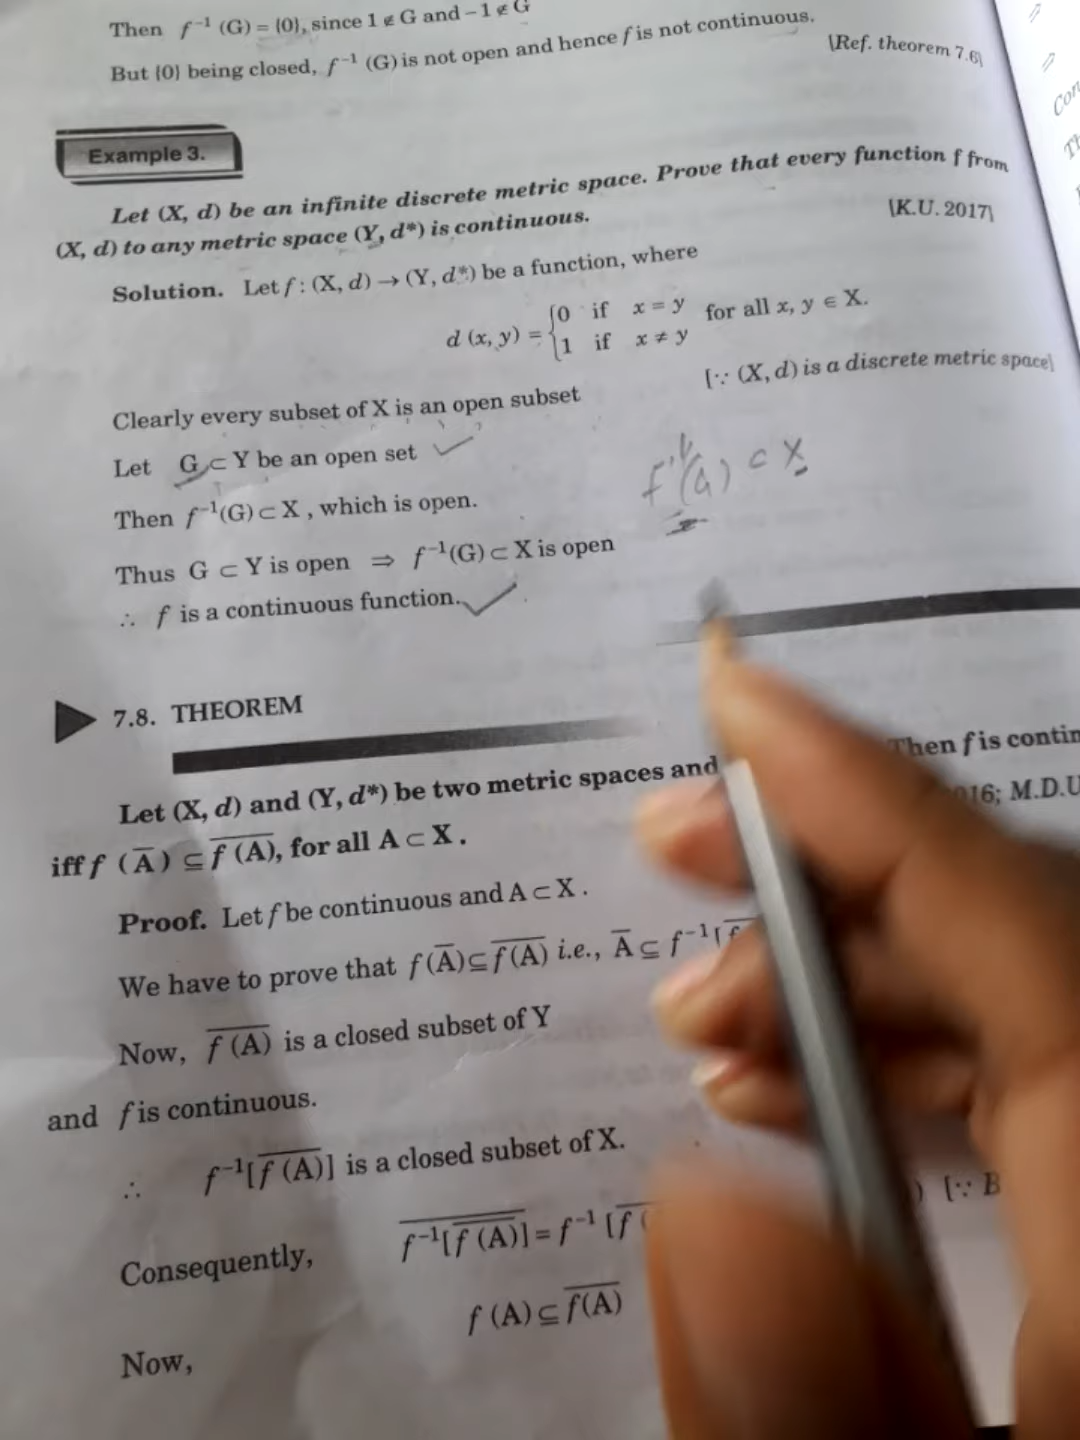 Then f⁻¹ (G) = {0}, since 1 ∉ G and – 1 ∉ G
But {0} being closed, f⁻¹ (G) is not open and hence f is not continuous.
[Ref. theorem 7.6]
Example 3.
Let (X, d) be an infinite discrete metric space. Prove that every function f from
(X, d) to any metric space (Y, d*) is continuous.
[K.U. 2017]
Solution. Let f : (X, d) → (Y, d*) be a function, where
d (x, y) = {0 if x = y for all x, y ∈ X.
1 if x ≠ y
[∵ (X, d) is a discrete metric space]
Clearly every subset of X is an open subset
Let G ⊂ Y be an open set
f⁻¹(G) ⊂ X
Then f⁻¹(G) ⊂ X , which is open.
Thus G ⊂ Y is open ⇒ f⁻¹(G) ⊂ X is open
∴ f is a continuous function.
7.8. THEOREM
Let (X, d) and (Y, d*) be two metric spaces and Then f is contin
iff f (A̅) ⊆ f̅(̅A̅)̅, for all A ⊂ X . 016; M.D.U
Proof. Let f be continuous and A ⊂ X .
We have to prove that f (A̅) ⊆ f̅(̅A̅)̅ i.e., A̅ ⊆ f⁻¹ [f̅
Now, f̅(̅A̅)̅ is a closed subset of Y
and f is continuous.
∴ f⁻¹[f̅(̅A̅)̅] is a closed subset of X.
) [∵ B
Consequently, f̅⁻̅¹̅[̅f̅(̅A̅)̅]̅ = f⁻¹ [f̅ (
f (A) ⊆ f̅(̅A̅)̅
Now,